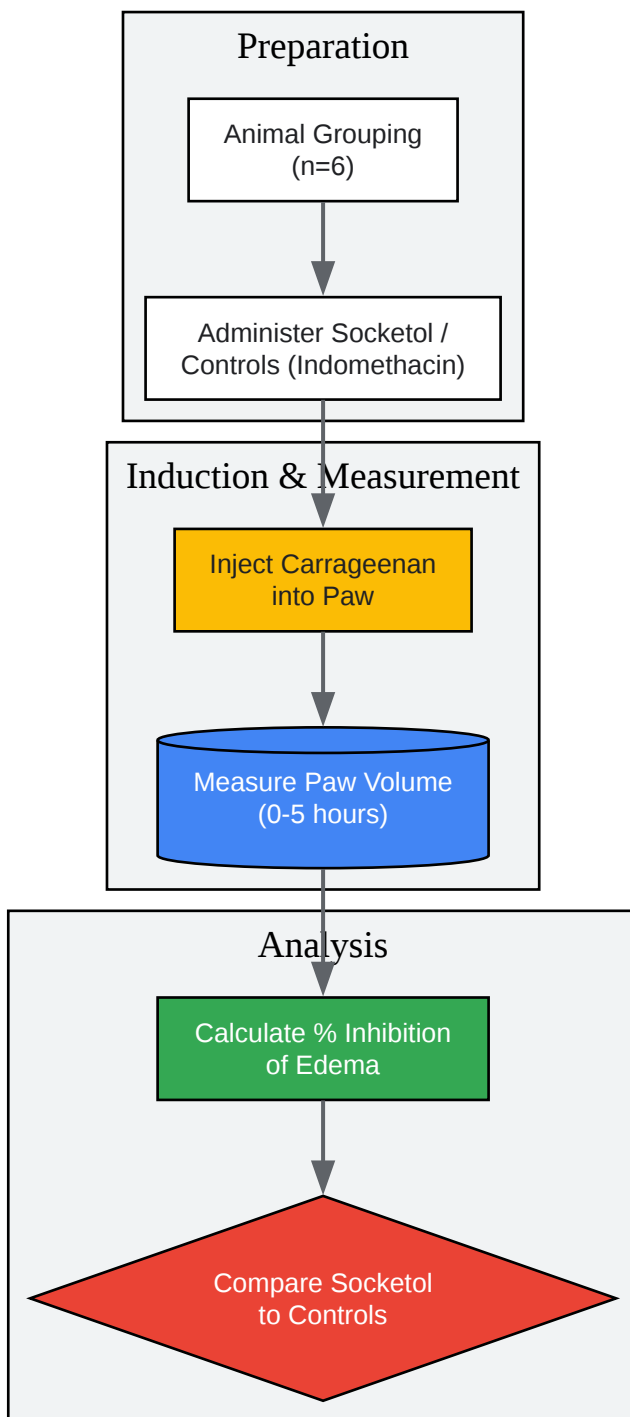 Preparation
Animal Grouping
(n=6)
Administer Socketol /
Controls (Indomethacin)
Induction & Measurement
Inject Carrageenan
into Paw
Measure Paw Volume
(0-5 hours)
Analysis
Calculate % Inhibition
of Edema
Compare Socketol
to Controls